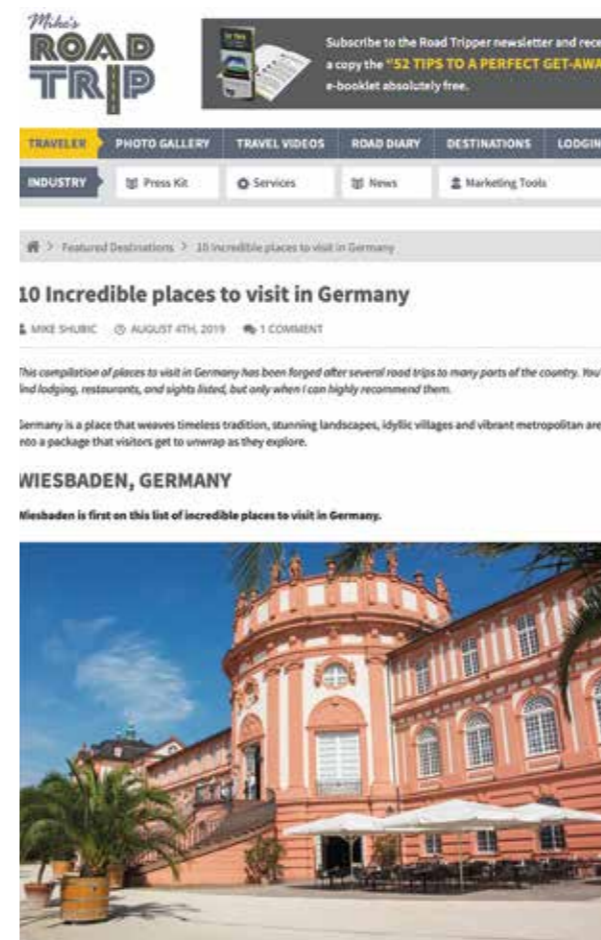 Mike's
ROAD
TRIP
Subscribe to the Road Tripper newsletter and rece
a copy the "52 TIPS TO A PERFECT GET-AWA
e-booklet absolutely free.
TRAVELER PHOTO GALLERY TRAVEL VIDEOS ROAD DIARY DESTINATIONS LODGIN
INDUSTRY Press Kit Services News Marketing Tools
> Featured Destinations > 10 incredible places to visit in Germany
10 Incredible places to visit in Germany
MIKE SHUBIC AUGUST 4TH, 2019 1 COMMENT
This compilation of places to visit in Germany has been forged after several road trips to many parts of the country. You'
ind lodging, restaurants, and sights listed, but only when I can highly recommend them.
Germany is a place that weaves timeless tradition, stunning landscapes, idyllic villages and vibrant metropolitan are
nto a package that visitors get to unwrap as they explore.
WIESBADEN, GERMANY
Wiesbaden is first on this list of incredible places to visit in Germany.